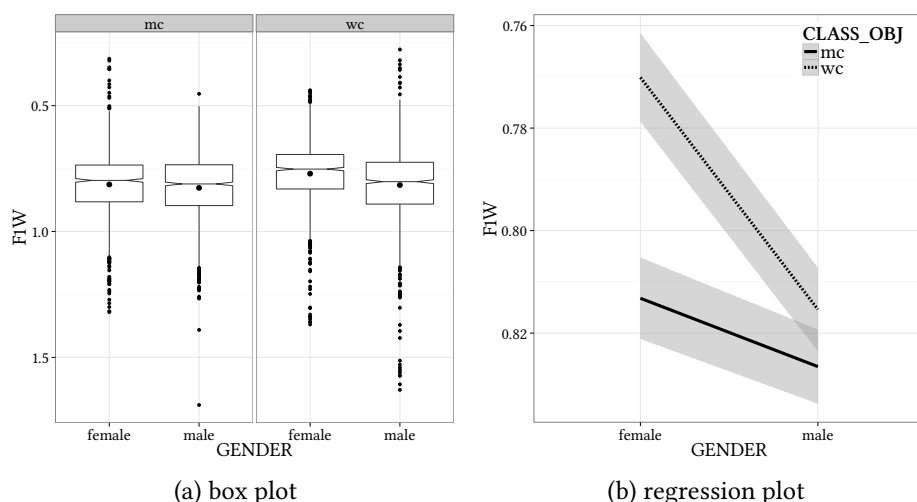 mc
wc
F1W
0.5
1.0
1.5
female
male
female
male
GENDER
(a) box plot
F1W
0.76
0.78
0.80
0.82
CLASS_OBJ
mc
wc
female
male
GENDER
(b) regression plot